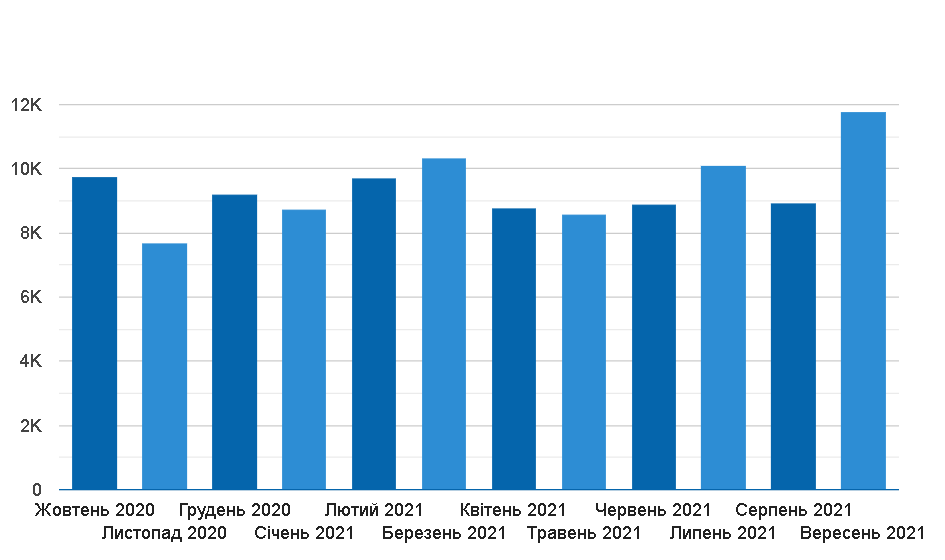 12K
10K
8K
6K
4K
2K
0
Жовтень 2020 Грудень 2020 Лютий 2021 Квітень 2021 Червень 2021 Серпень 2021
Листопад 2020 Січень 2021 Березень 2021 Травень 2021 Липень 2021 Вересень 2021